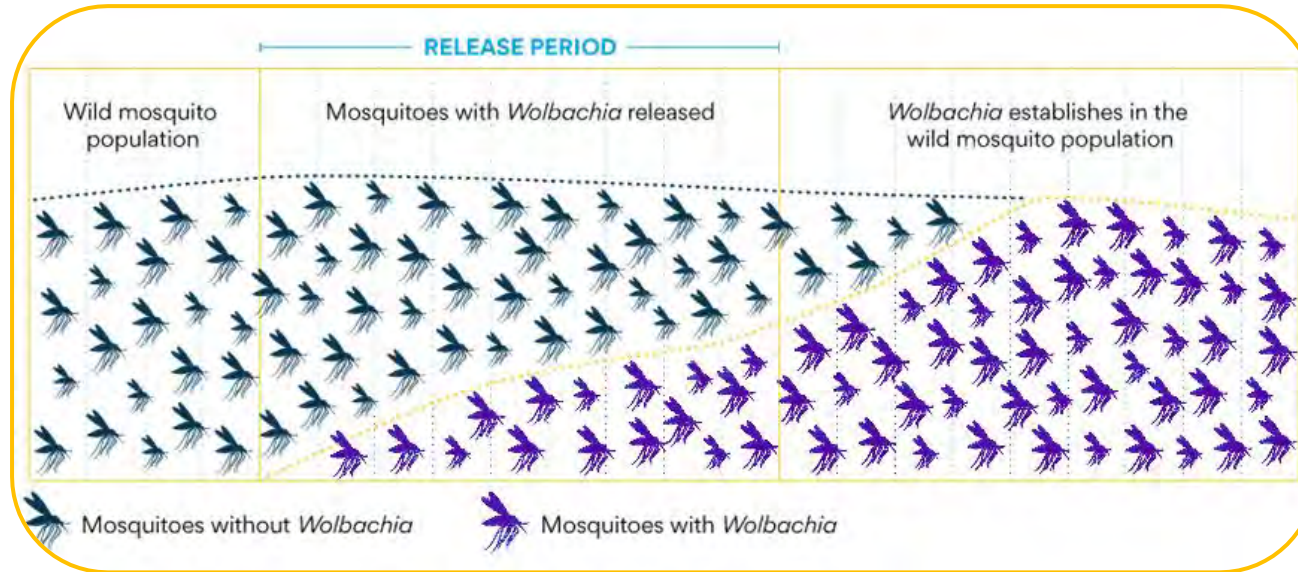 RELEASE PERIOD
Wild mosquito
population
Mosquitoes with Wolbachia released
Wolbachia establishes in the
wild mosquito population
Mosquitoes without Wolbachia
Mosquitoes with Wolbachia